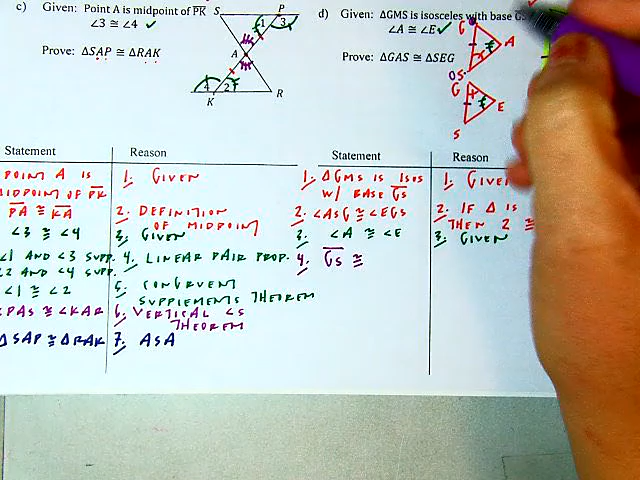 c) Given: Point A is midpoint of PK
∠3 ≅ ∠4 ✓
Prove: ΔSAP ≅ ΔRAK
S P
1 3
A
4 2
K R
Statement Reason
POINT A IS
MIDPOINT OF PK
1. GIVEN
PA ≅ KA
2. DEFINITION
OF MIDPOINT
∠3 ≅ ∠4
3. GIVEN
∠1 AND ∠3 SUPP.
∠2 AND ∠4 SUPP.
4. LINEAR PAIR PROP.
∠1 ≅ ∠2
5. CONGRUENT
SUPPLEMENTS THEOREM
∠PAS ≅ ∠KAR
6. VERTICAL ∠S
THEOREM
ΔSAP ≅ ΔRAK
7. ASA
d) Given: ΔGMS is isosceles with base GS
∠A ≅ ∠E ✓
Prove: ΔGAS ≅ ΔSEG
G
A
S
G
E
S
Statement Reason
1. ΔGMS IS ISOS
W/ BASE GS
1. GIVEN
2. ∠ASG ≅ ∠EGS
2. IF Δ IS
THEN 2 ≅
3. ∠A ≅ ∠E
3. GIVEN
4. GS ≅